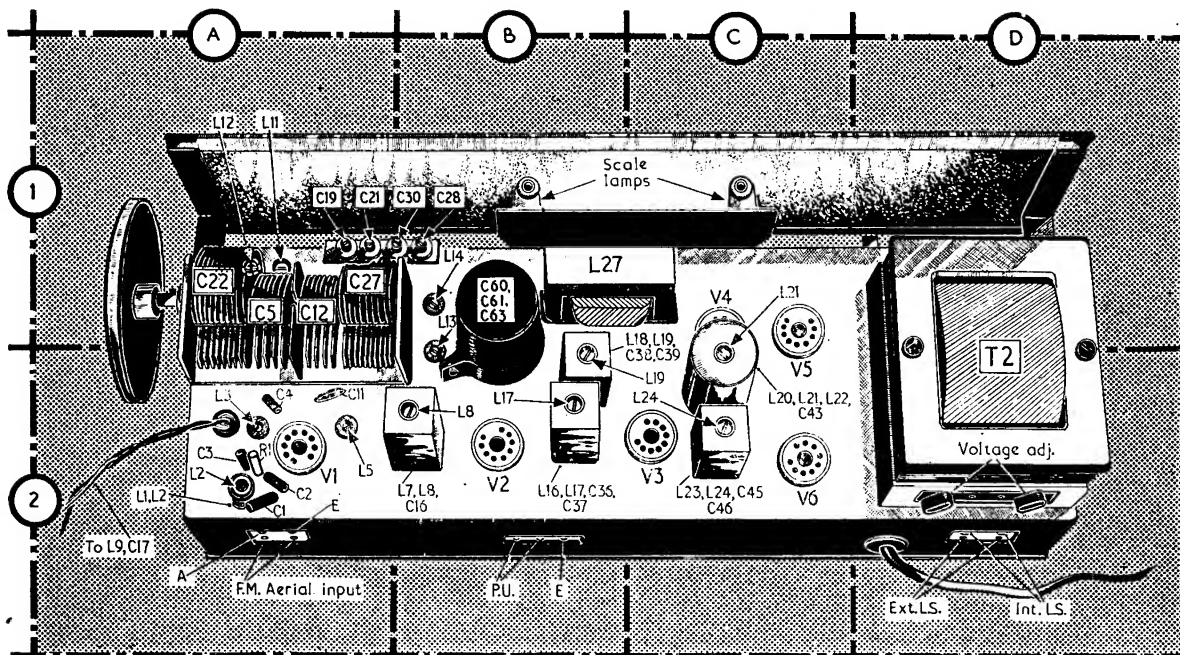 A B C D
L12 L11
Scale
lamps
1
C19 C21 C30 C28
L14
C22 C27
C5 C12
C60,
C61,
C63
L27
V4 L21
V5
L13
L18, L19,
C38, C39
T2
L19
L3 C4 C11
L8 L17 L24
L20, L21, L22,
C43
C3 R1
V1 L5
V2 V3 V6
Voltage adj.
L2 C2
2
L1, L2 C1
L7, L8,
C16
L16, L17, C36,
C37
L23, L24, C45
C46
E
To L9, C17
A
F.M. Aerial input
P.U. E
Ext. L.S. Int. L.S.